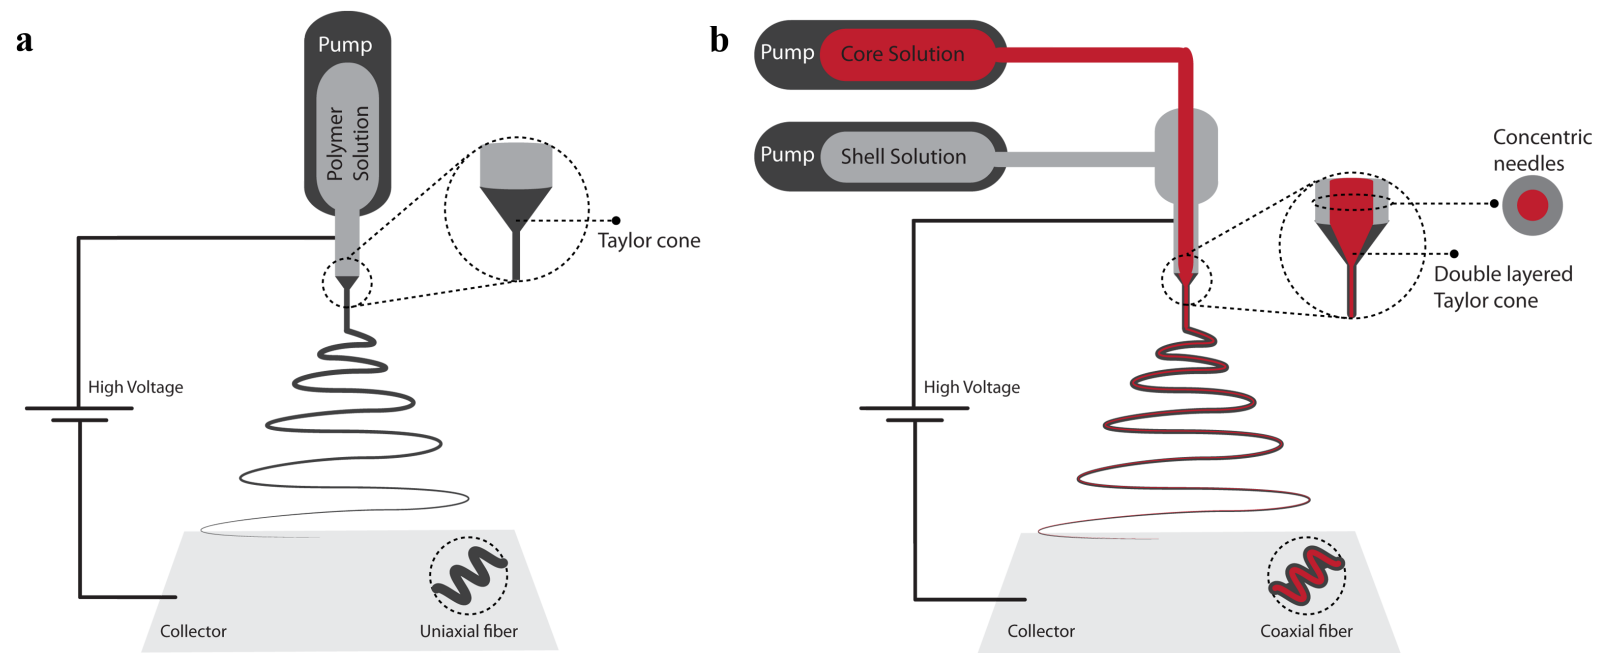 a
Pump
Polymer
Solution
Taylor cone
High Voltage
Collector
Uniaxial fiber
b
Pump
Core Solution
Pump
Shell Solution
Concentric
needles
Double layered
Taylor cone
High Voltage
Collector
Coaxial fiber